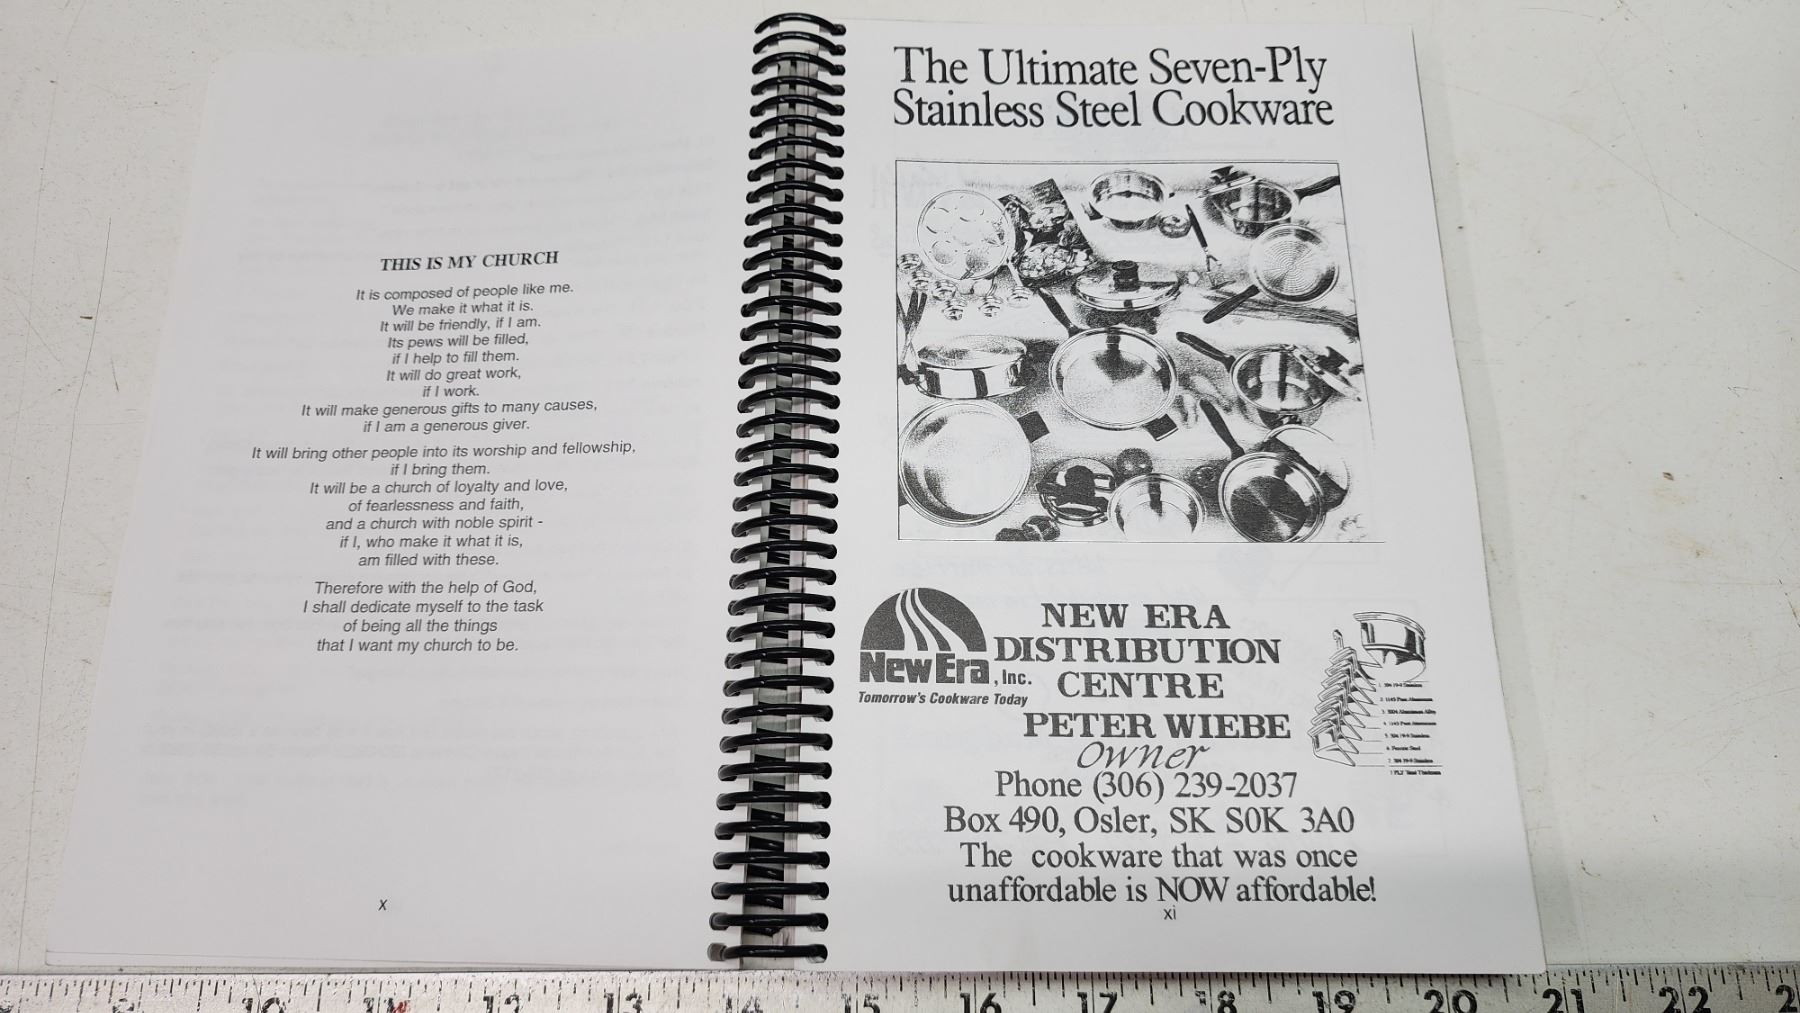 THIS IS MY CHURCH
It is composed of people like me.
We make it what it is.
It will be friendly, if I am.
Its pews will be filled,
if I help to fill them.
It will do great work,
if I work.
It will make generous gifts to many causes,
if I am a generous giver.
It will bring other people into its worship and fellowship,
if I bring them.
It will be a church of loyalty and love,
of fearlessness and faith,
and a church with noble spirit -
if I, who make it what it is,
am filled with these.
Therefore with the help of God,
I shall dedicate myself to the task
of being all the things
that I want my church to be.
x
The Ultimate Seven-Ply
Stainless Steel Cookware
New Era, Inc.
Tomorrow's Cookware Today
NEW ERA
DISTRIBUTION
CENTRE
PETER WIEBE
owner
Phone (306) 239-2037
Box 490, Osler, SK S0K 3A0
The cookware that was once
unaffordable is NOW affordable!
xi
10 11 12 13 14 15 16 17 18 19 20 21 22